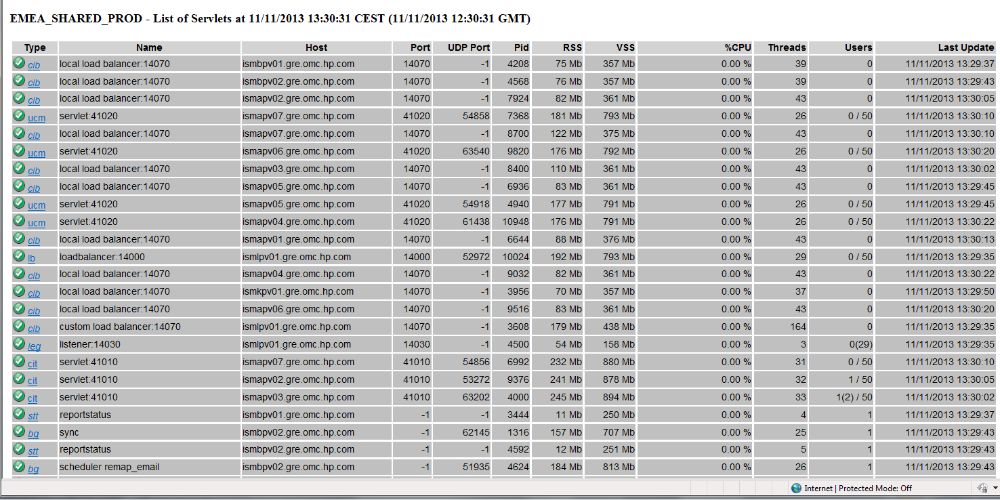 EMEA_SHARED_PROD - List of Servlets at 11/11/2013 13:30:31 CEST (11/11/2013 12:30:31 GMT)
Type Name Host Port UDP Port Pid RSS VSS %CPU Threads Users Last Update
clb local load balancer:14070 ismbpv01.gre.omc.hp.com 14070 -1 4208 75 Mb 357 Mb 0.00 % 39 0 11/11/2013 13:29:37
clb local load balancer:14070 ismbpv02.gre.omc.hp.com 14070 -1 4568 76 Mb 357 Mb 0.00 % 39 0 11/11/2013 13:29:43
clb local load balancer:14070 ismapv02.gre.omc.hp.com 14070 -1 7924 82 Mb 361 Mb 0.00 % 43 0 11/11/2013 13:30:05
ucm servlet:41020 ismapv07.gre.omc.hp.com 41020 54858 7368 181 Mb 793 Mb 0.00 % 26 0 / 50 11/11/2013 13:30:10
clb local load balancer:14070 ismapv07.gre.omc.hp.com 14070 -1 8700 122 Mb 375 Mb 0.00 % 43 0 11/11/2013 13:30:10
ucm servlet:41020 ismapv06.gre.omc.hp.com 41020 63540 9820 176 Mb 792 Mb 0.00 % 26 0 / 50 11/11/2013 13:30:20
clb local load balancer:14070 ismapv03.gre.omc.hp.com 14070 -1 8400 110 Mb 361 Mb 0.00 % 43 0 11/11/2013 13:30:02
clb local load balancer:14070 ismapv05.gre.omc.hp.com 14070 -1 6936 83 Mb 361 Mb 0.00 % 43 0 11/11/2013 13:29:45
ucm servlet:41020 ismapv05.gre.omc.hp.com 41020 54918 4940 177 Mb 791 Mb 0.00 % 26 0 / 50 11/11/2013 13:29:45
ucm servlet:41020 ismapv04.gre.omc.hp.com 41020 61438 10948 176 Mb 791 Mb 0.00 % 26 0 / 50 11/11/2013 13:30:22
clb local load balancer:14070 ismapv01.gre.omc.hp.com 14070 -1 6644 88 Mb 376 Mb 0.00 % 43 0 11/11/2013 13:30:13
lb loadbalancer:14000 ismlpv01.gre.omc.hp.com 14000 52972 10024 192 Mb 793 Mb 0.00 % 29 0 / 50 11/11/2013 13:29:35
clb local load balancer:14070 ismapv04.gre.omc.hp.com 14070 -1 9032 82 Mb 361 Mb 0.00 % 43 0 11/11/2013 13:30:22
clb local load balancer:14070 ismkpv01.gre.omc.hp.com 14070 -1 3956 70 Mb 357 Mb 0.00 % 37 0 11/11/2013 13:29:50
clb local load balancer:14070 ismapv06.gre.omc.hp.com 14070 -1 9516 83 Mb 361 Mb 0.00 % 43 0 11/11/2013 13:30:20
clb custom load balancer:14070 ismlpv01.gre.omc.hp.com 14070 -1 3608 179 Mb 438 Mb 0.00 % 164 0 11/11/2013 13:29:35
leg listener:14030 ismlpv01.gre.omc.hp.com 14030 -1 4500 54 Mb 158 Mb 0.00 % 3 0(29) 11/11/2013 13:29:35
cit servlet:41010 ismapv07.gre.omc.hp.com 41010 54856 6992 232 Mb 880 Mb 0.00 % 31 0 / 50 11/11/2013 13:30:10
cit servlet:41010 ismapv02.gre.omc.hp.com 41010 53272 9376 241 Mb 878 Mb 0.00 % 32 1 / 50 11/11/2013 13:30:05
cit servlet:41010 ismapv03.gre.omc.hp.com 41010 63202 4000 245 Mb 894 Mb 0.00 % 33 1(2) / 50 11/11/2013 13:30:02
stt reportstatus ismbpv01.gre.omc.hp.com -1 -1 3444 11 Mb 250 Mb 0.00 % 4 1 11/11/2013 13:29:37
bg sync ismbpv02.gre.omc.hp.com -1 62145 1316 157 Mb 707 Mb 0.00 % 25 1 11/11/2013 13:29:43
stt reportstatus ismbpv02.gre.omc.hp.com -1 -1 4592 12 Mb 251 Mb 0.00 % 5 1 11/11/2013 13:29:43
bg scheduler remap_email ismbpv02.gre.omc.hp.com -1 51935 4624 184 Mb 813 Mb 0.00 % 26 1 11/11/2013 13:29:43
Internet | Protected Mode: Off